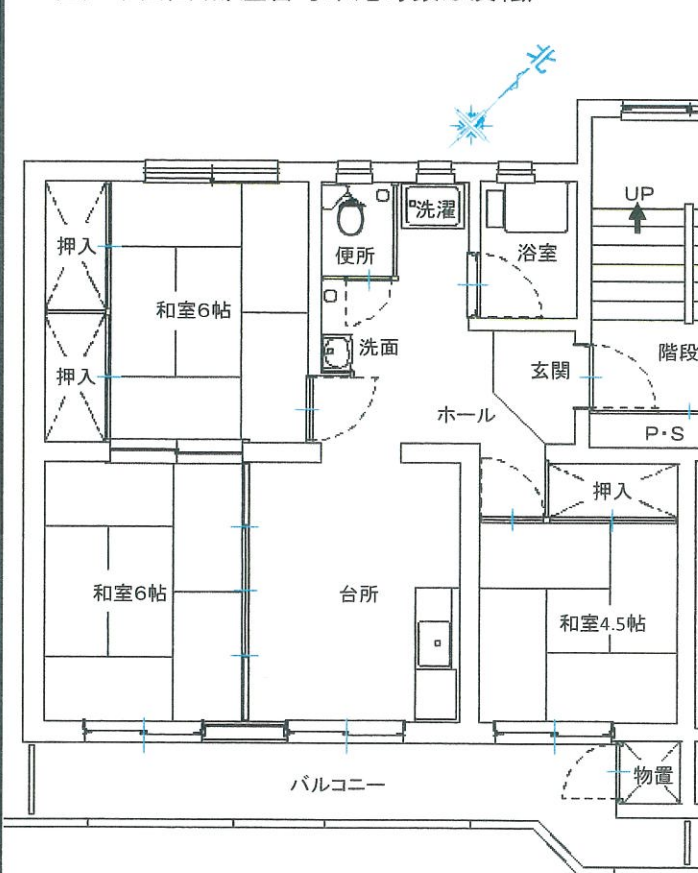 北
UP
押入
便所
洗濯
浴室
和室6帖
洗面
階段
押入
玄関
ホール
P・S
押入
和室6帖
台所
和室4.5帖
バルコニー
物置